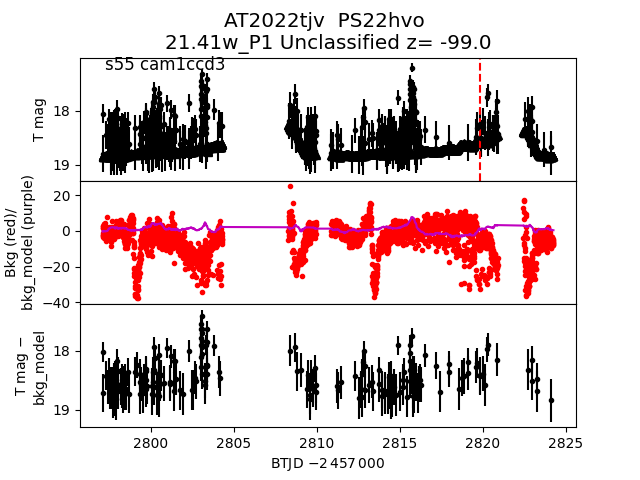 AT2022tjv  PS22hvo
21.41w_P1 Unclassified z= -99.0
s55 cam1ccd3
T mag
18
19
Bkg (red)/
bkg_model (purple)
20
0
−20
−40
T mag −
bkg_model
18
19
2800
2805
2810
2815
2820
2825
BTJD −2 457 000